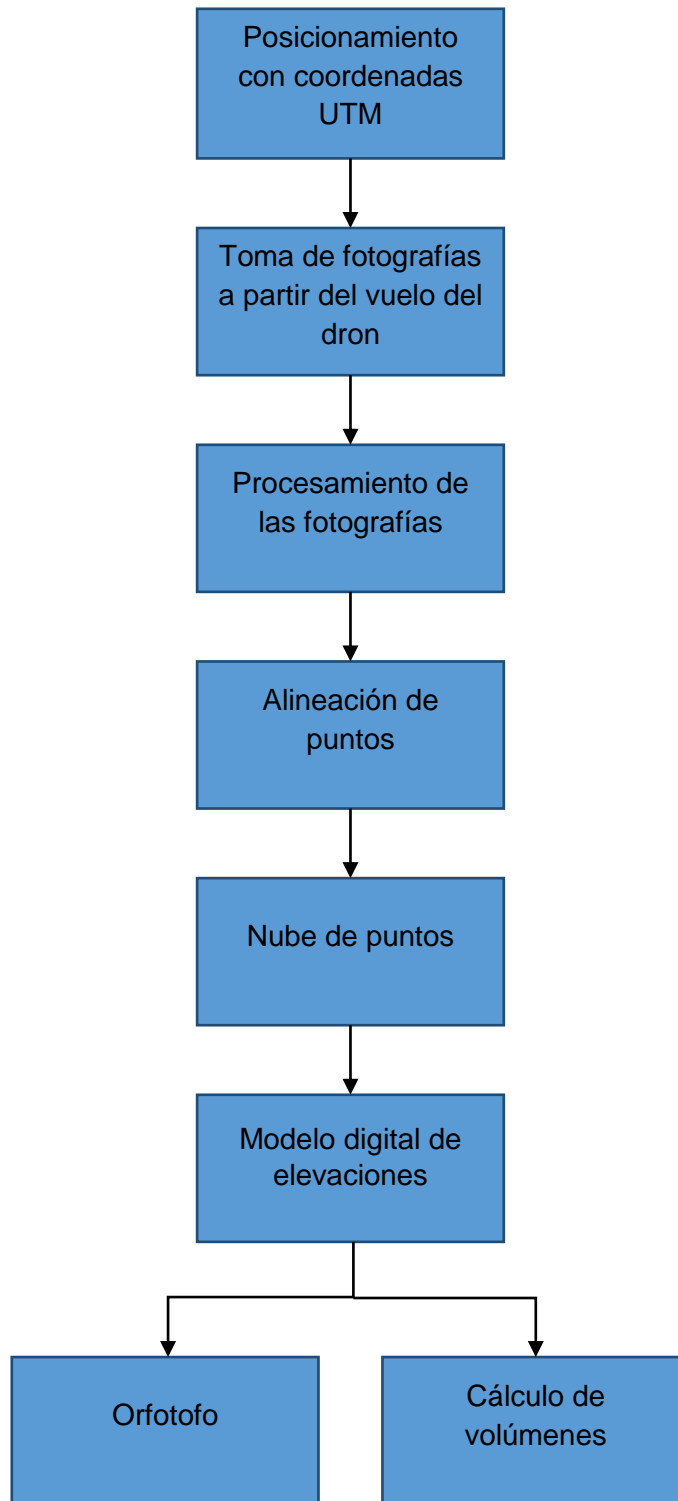 Posicionamiento
con coordenadas
UTM
Toma de fotografías
a partir del vuelo del
dron
Procesamiento de
las fotografías
Alineación de
puntos
Nube de puntos
Modelo digital de
elevaciones
Orfotofo
Cálculo de
volúmenes